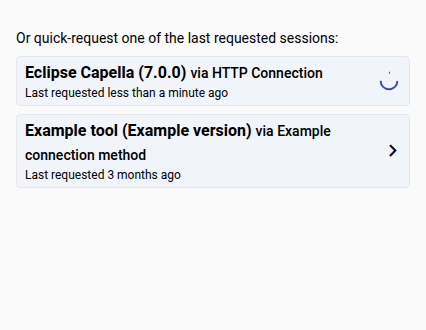 Or quick-request one of the last requested sessions:
Eclipse Capella (7.0.0) via HTTP Connection
Last requested less than a minute ago
Example tool (Example version) via Example
connection method
Last requested 3 months ago